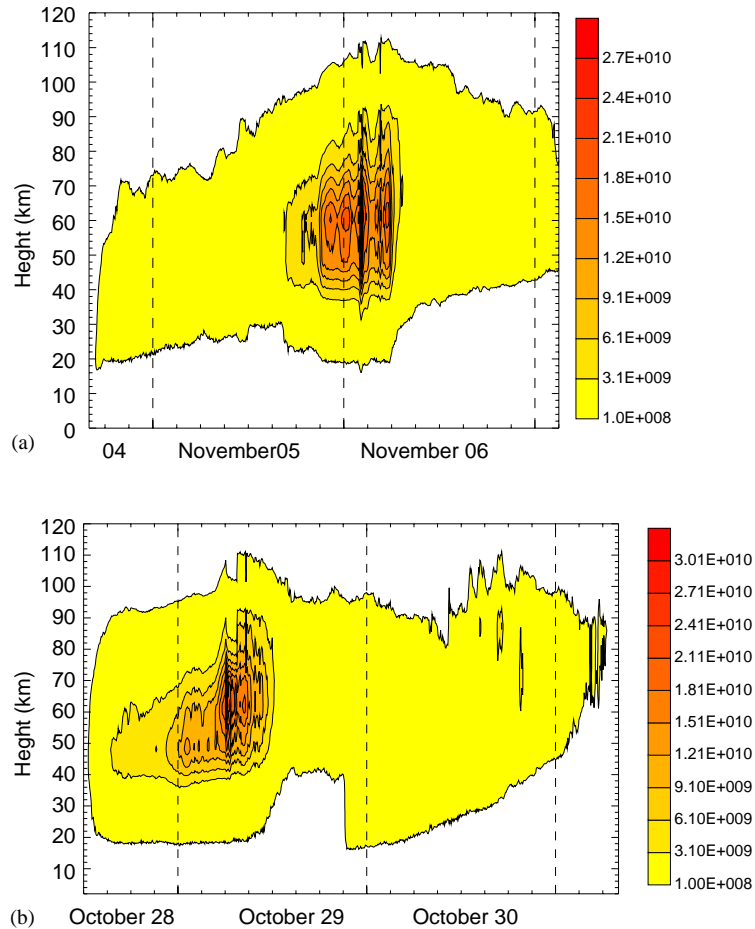 120
110
100
90
80
70
60
50
40
30
20
10
0
Heght (km)
2.7E+010
2.4E+010
2.1E+010
1.8E+010
1.5E+010
1.2E+010
9.1E+009
6.1E+009
3.1E+009
1.0E+008
(a)
04 November05 November 06
120
110
100
90
80
70
60
50
40
30
20
10
Heght (km)
3.01E+010
2.71E+010
2.41E+010
2.11E+010
1.81E+010
1.51E+010
1.21E+010
9.10E+009
6.10E+009
3.10E+009
1.00E+008
(b)
October 28 October 29 October 30